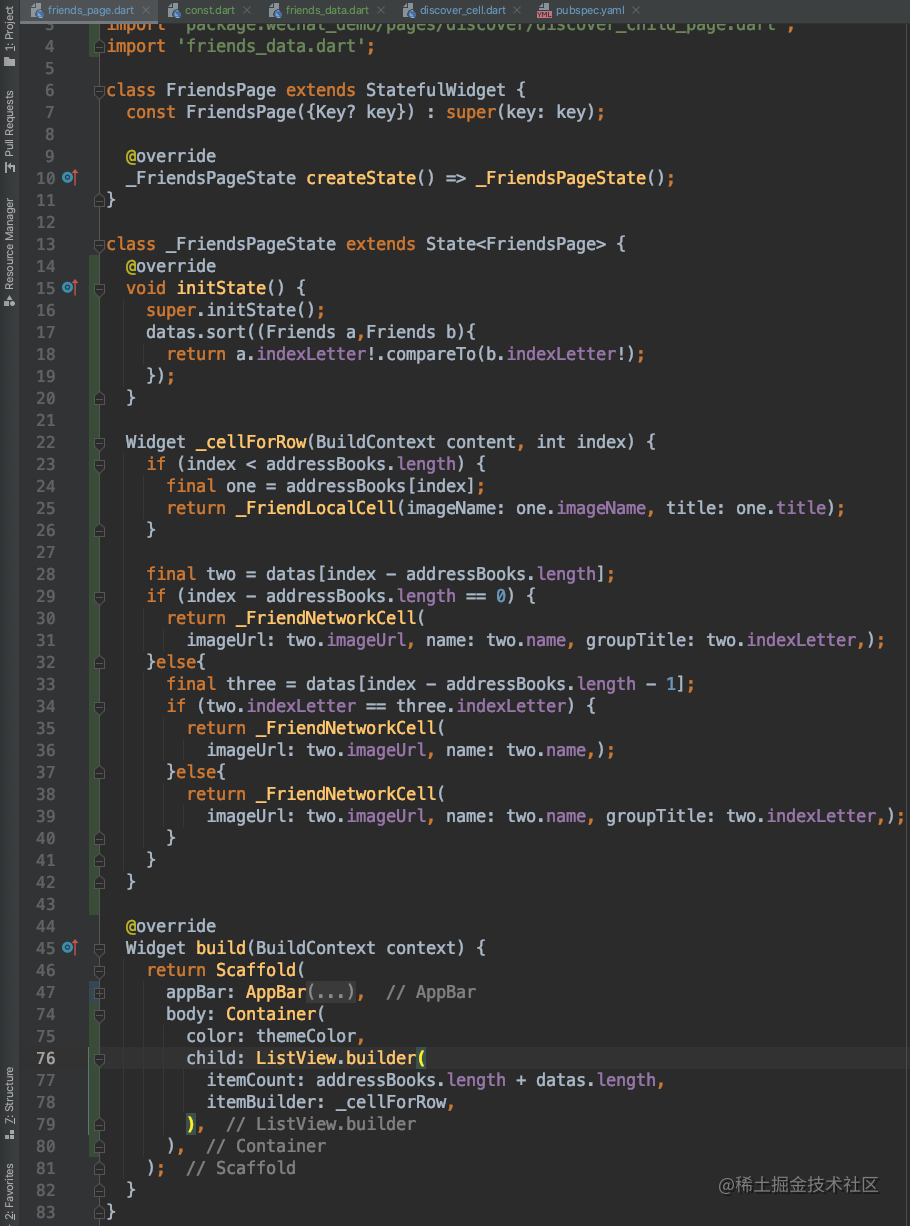 friends_page.dart const.dart friends_data.dart discover_cell.dart pubspec.yaml
1: Project
Pull Requests
Resource Manager
Z: Structure
2: Favorites
3 import 'package:wechat_demo/pages/discover/discover_child_page.dart';
4 import 'friends_data.dart';
5
6 class FriendsPage extends StatefulWidget {
7 const FriendsPage({Key? key}) : super(key: key);
8
9 @override
10 _FriendsPageState createState() => _FriendsPageState();
11 }
12
13 class _FriendsPageState extends State<FriendsPage> {
14 @override
15 void initState() {
16 super.initState();
17 datas.sort((Friends a,Friends b){
18 return a.indexLetter!.compareTo(b.indexLetter!);
19 });
20 }
21
22 Widget _cellForRow(BuildContext content, int index) {
23 if (index < addressBooks.length) {
24 final one = addressBooks[index];
25 return _FriendLocalCell(imageName: one.imageName, title: one.title);
26 }
27
28 final two = datas[index - addressBooks.length];
29 if (index - addressBooks.length == 0) {
30 return _FriendNetworkCell(
31 imageUrl: two.imageUrl, name: two.name, groupTitle: two.indexLetter,);
32 }else{
33 final three = datas[index - addressBooks.length - 1];
34 if (two.indexLetter == three.indexLetter) {
35 return _FriendNetworkCell(
36 imageUrl: two.imageUrl, name: two.name,);
37 }else{
38 return _FriendNetworkCell(
39 imageUrl: two.imageUrl, name: two.name, groupTitle: two.indexLetter,);
40 }
41 }
42 }
43
44 @override
45 Widget build(BuildContext context) {
46 return Scaffold(
47 appBar: AppBar(...), // AppBar
74 body: Container(
75 color: themeColor,
76 child: ListView.builder(
77 itemCount: addressBooks.length + datas.length,
78 itemBuilder: _cellForRow,
79 ), // ListView.builder
80 ), // Container
81 ); // Scaffold
82 }
83 }
@稀土掘金技术社区